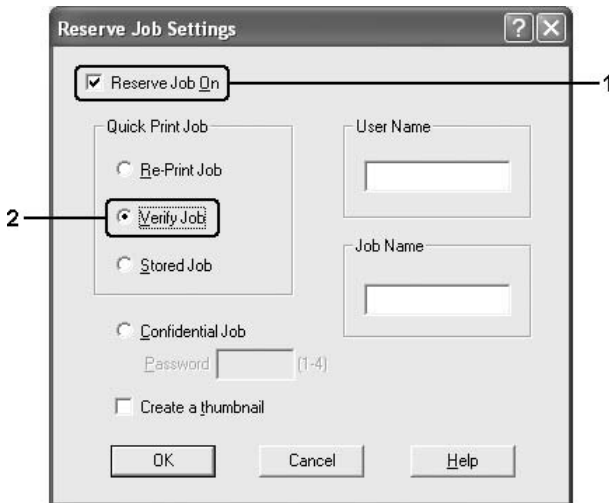 Reserve Job Settings
Reserve Job On
1
Quick Print Job
User Name
Re-Print Job
2
Verify Job
Job Name
Stored Job
Confidential Job
Password (1-4)
Create a thumbnail
OK Cancel Help